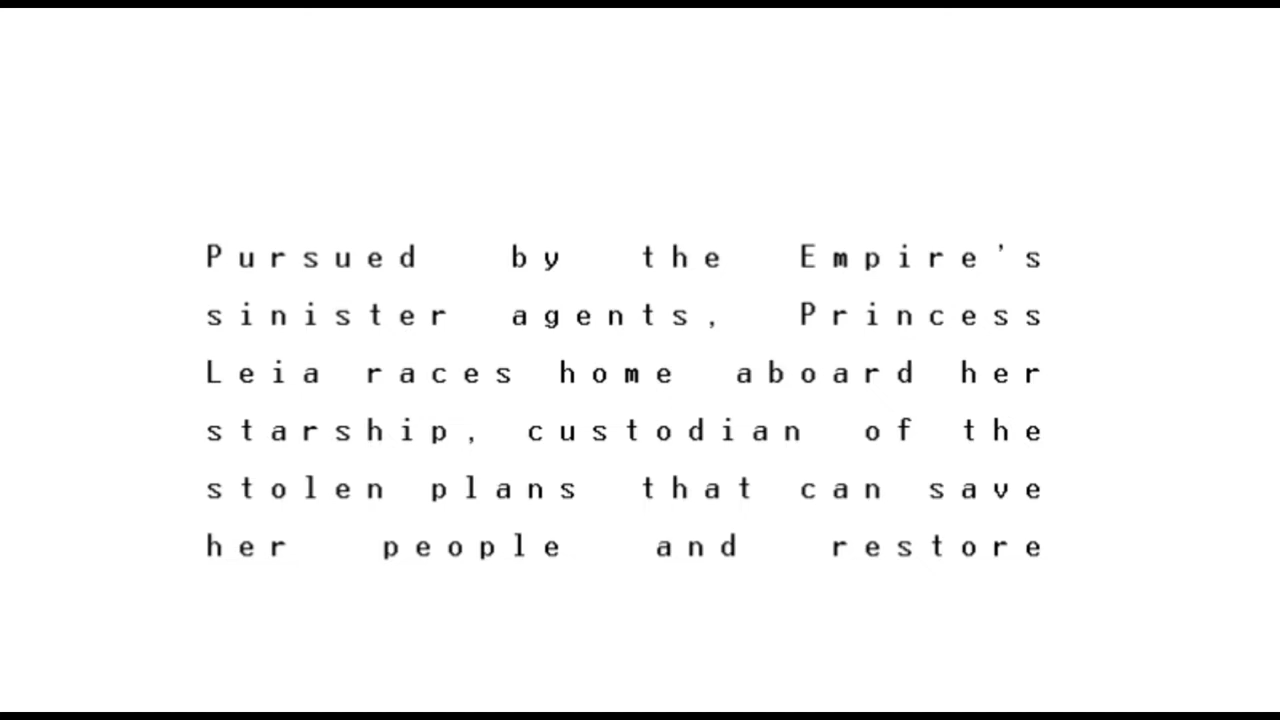 Pursued by the Empire's
sinister agents, Princess
Leia races home aboard her
starship, custodian of the
stolen plans that can save
her people and restore